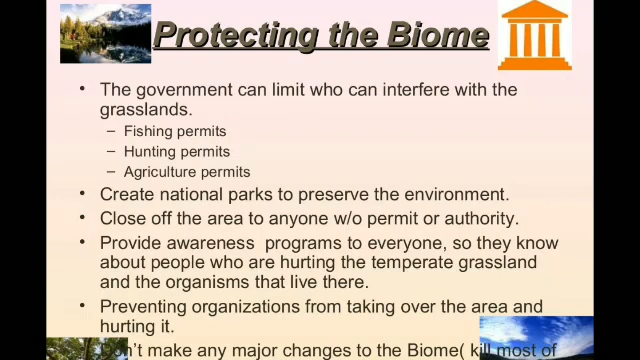 Protecting the Biome
• The government can limit who can interfere with the
grasslands.
– Fishing permits
– Hunting permits
– Agriculture permits
• Create national parks to preserve the environment.
• Close off the area to anyone w/o permit or authority.
• Provide awareness programs to everyone, so they know
about people who are hurting the temperate grassland
and the organisms that live there.
• Preventing organizations from taking over the area and
hurting it.
Don't make any major changes to the Biome( kill most of